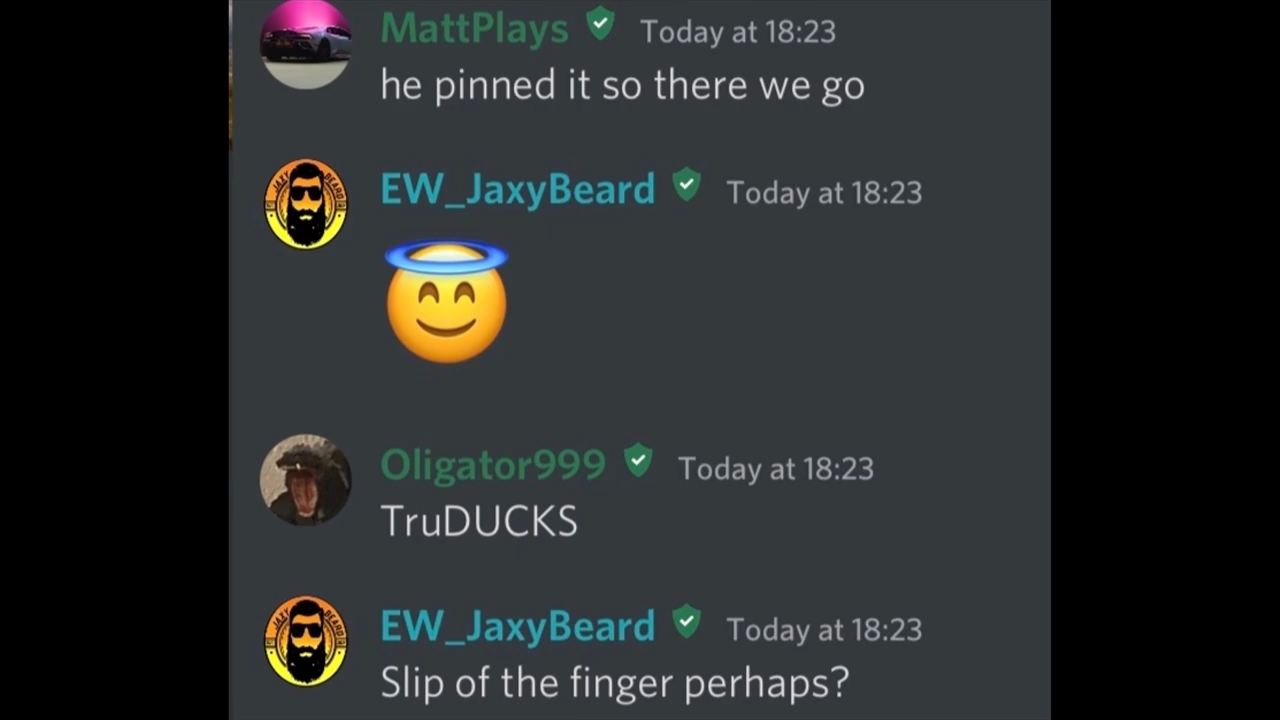 MattPlays Today at 18:23
he pinned it so there we go
EW_JaxyBeard Today at 18:23
Oligator999 Today at 18:23
TruDUCKS
EW_JaxyBeard Today at 18:23
Slip of the finger perhaps?